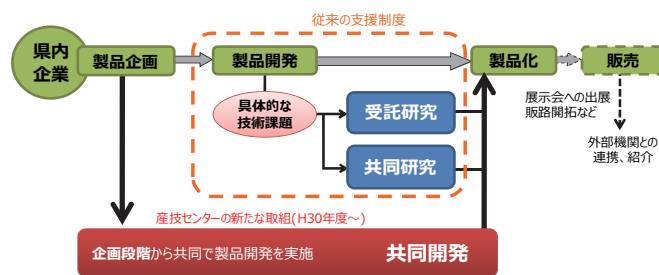 従来の支援制度
県内
企業
製品企画
製品開発
製品化
販売
具体的な
技術課題
受託研究
共同研究
展示会への出展
販路開拓など
外部機関との
連携、紹介
産技センターの新たな取組(H30年度～)
企画段階から共同で製品開発を実施
共同開発